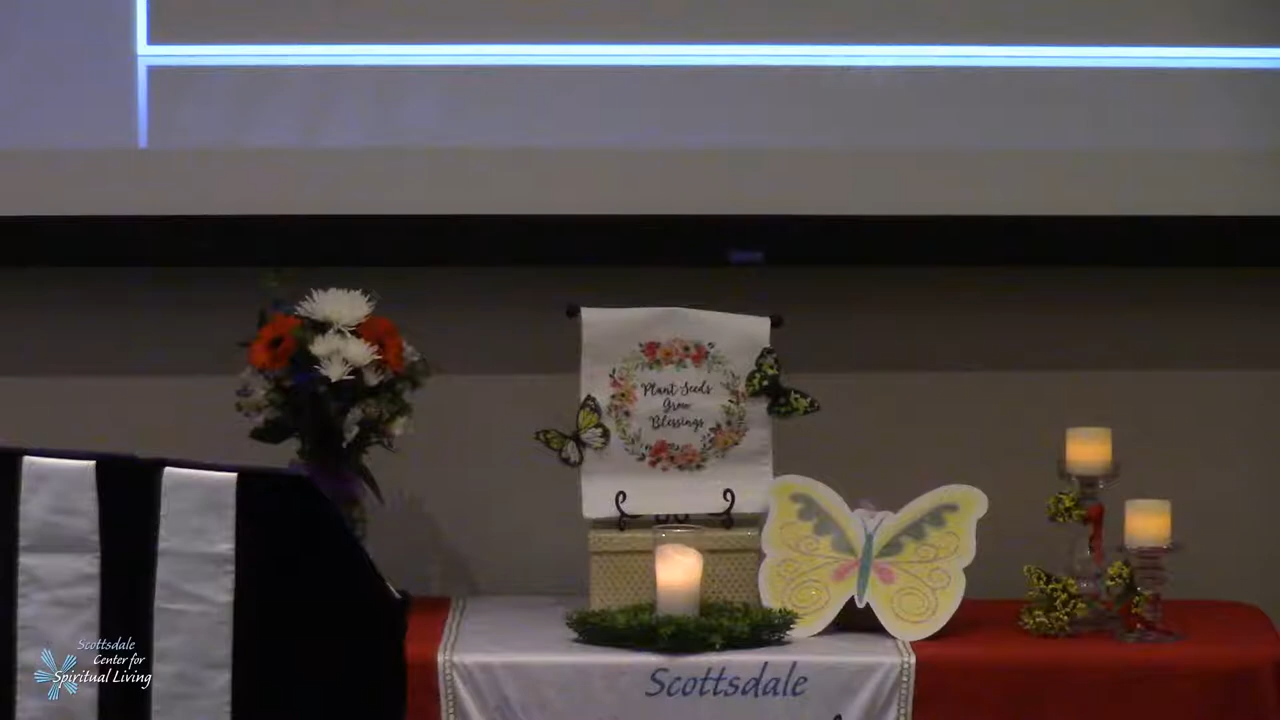 Plant Seeds
Grow
Blessings
Scottsdale
Center for
Spiritual Living
Scottsdale